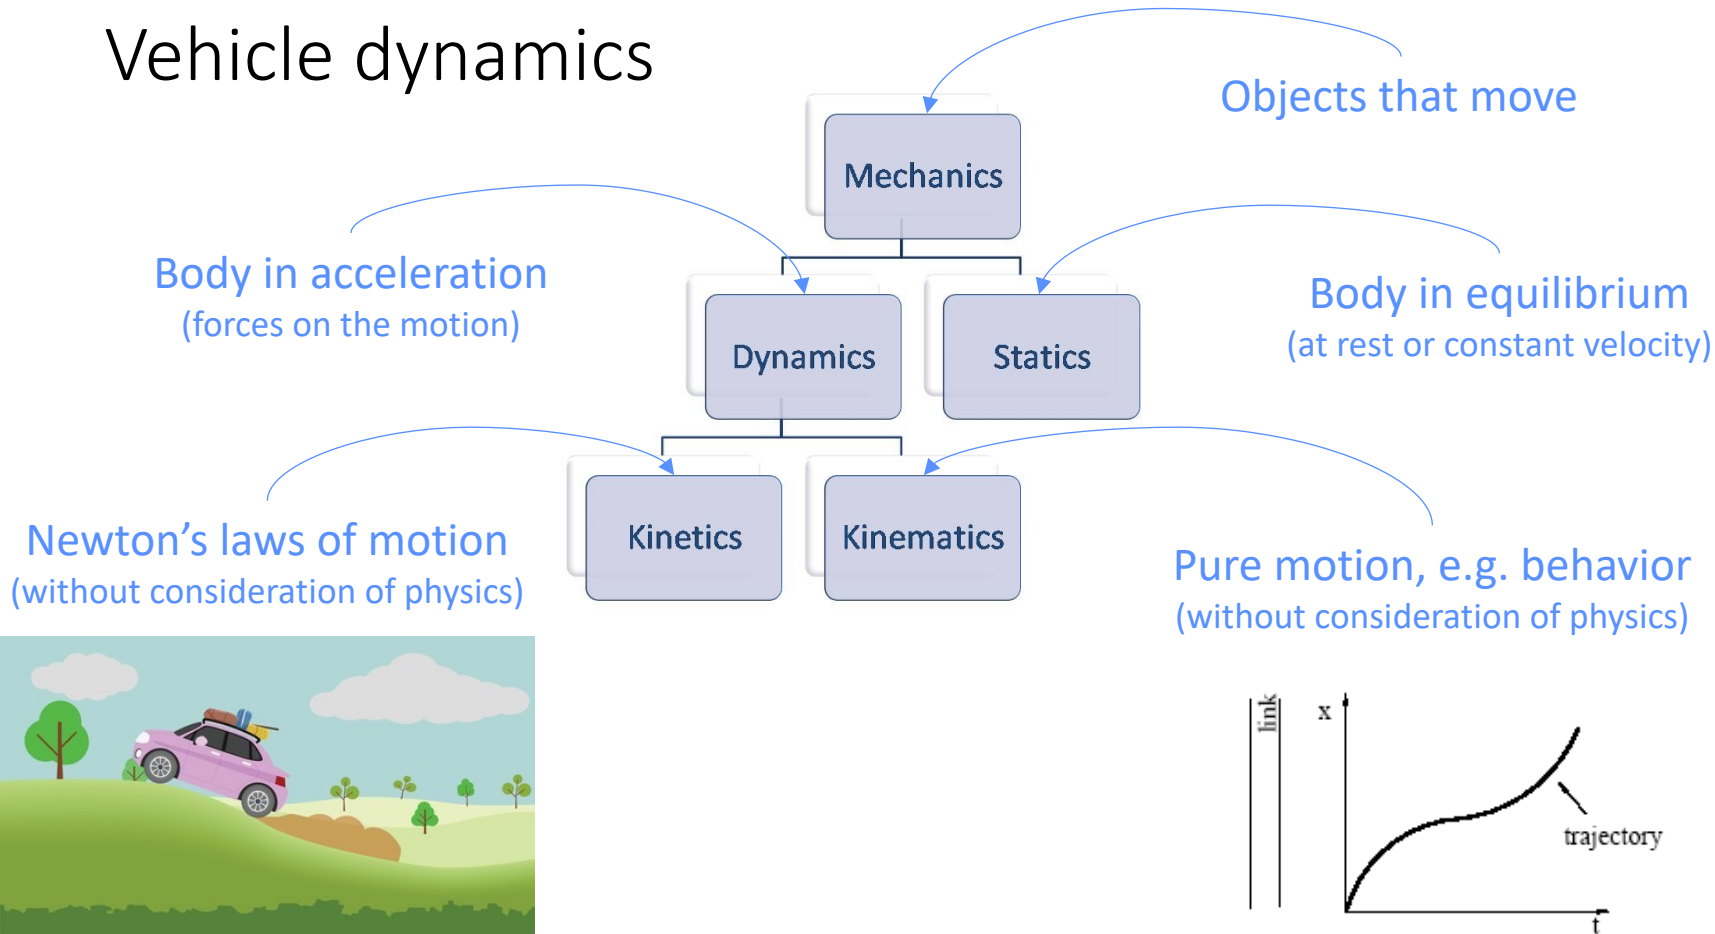 Vehicle dynamics
Objects that move
Mechanics
Body in acceleration
(forces on the motion)
Body in equilibrium
(at rest or constant velocity)
Dynamics
Statics
Newton’s laws of motion
(without consideration of physics)
Kinetics
Kinematics
Pure motion, e.g. behavior
(without consideration of physics)
link
x
trajectory
t